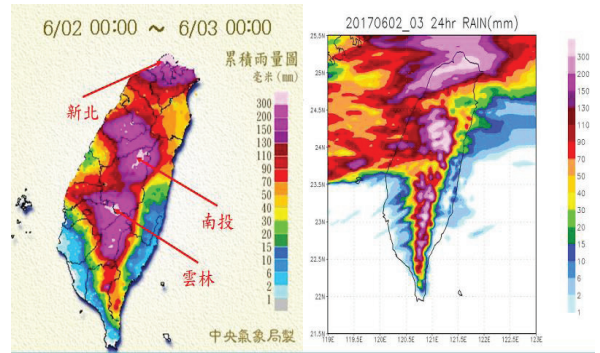 6/02 00:00 ～ 6/03 00:00
累積雨量圖
毫米(mm)
300
200
150
130
110
90
70
50
40
30
20
15
10
6
2
1
新北
南投
雲林
中央氣象局製
20170602_03 24hr RAIN(mm)
25.5N
25N
24.5N
24N
23.5N
23N
22.5N
22N
21.5N
119E
119.5E
120E
120.5E
121E
121.5E
122E
122.5E
123E
300
200
150
130
110
90
70
50
40
30
20
15
10
6
2
1